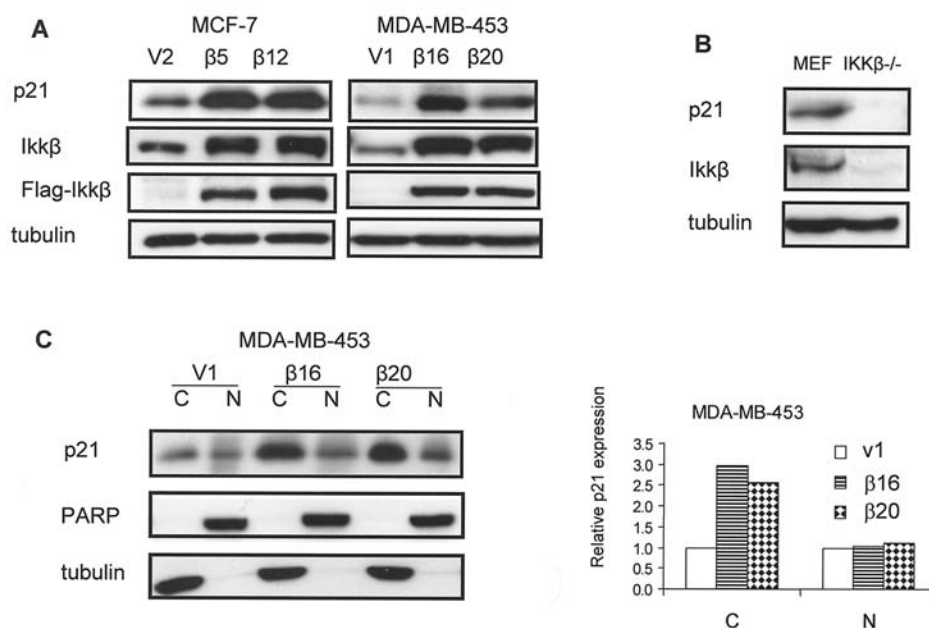 A
MCF-7
MDA-MB-453
V2 β5 β12
V1 β16 β20
p21
Ikkβ
Flag-Ikkβ
tubulin
B
MEF IKKβ-/-
p21
Ikkβ
tubulin
C
MDA-MB-453
V1 β16 β20
C N C N C N
p21
PARP
tubulin
MDA-MB-453
Relative p21 expression
3.5
3.0
2.5
2.0
1.5
1.0
0.5
0.0
v1
β16
β20
C N